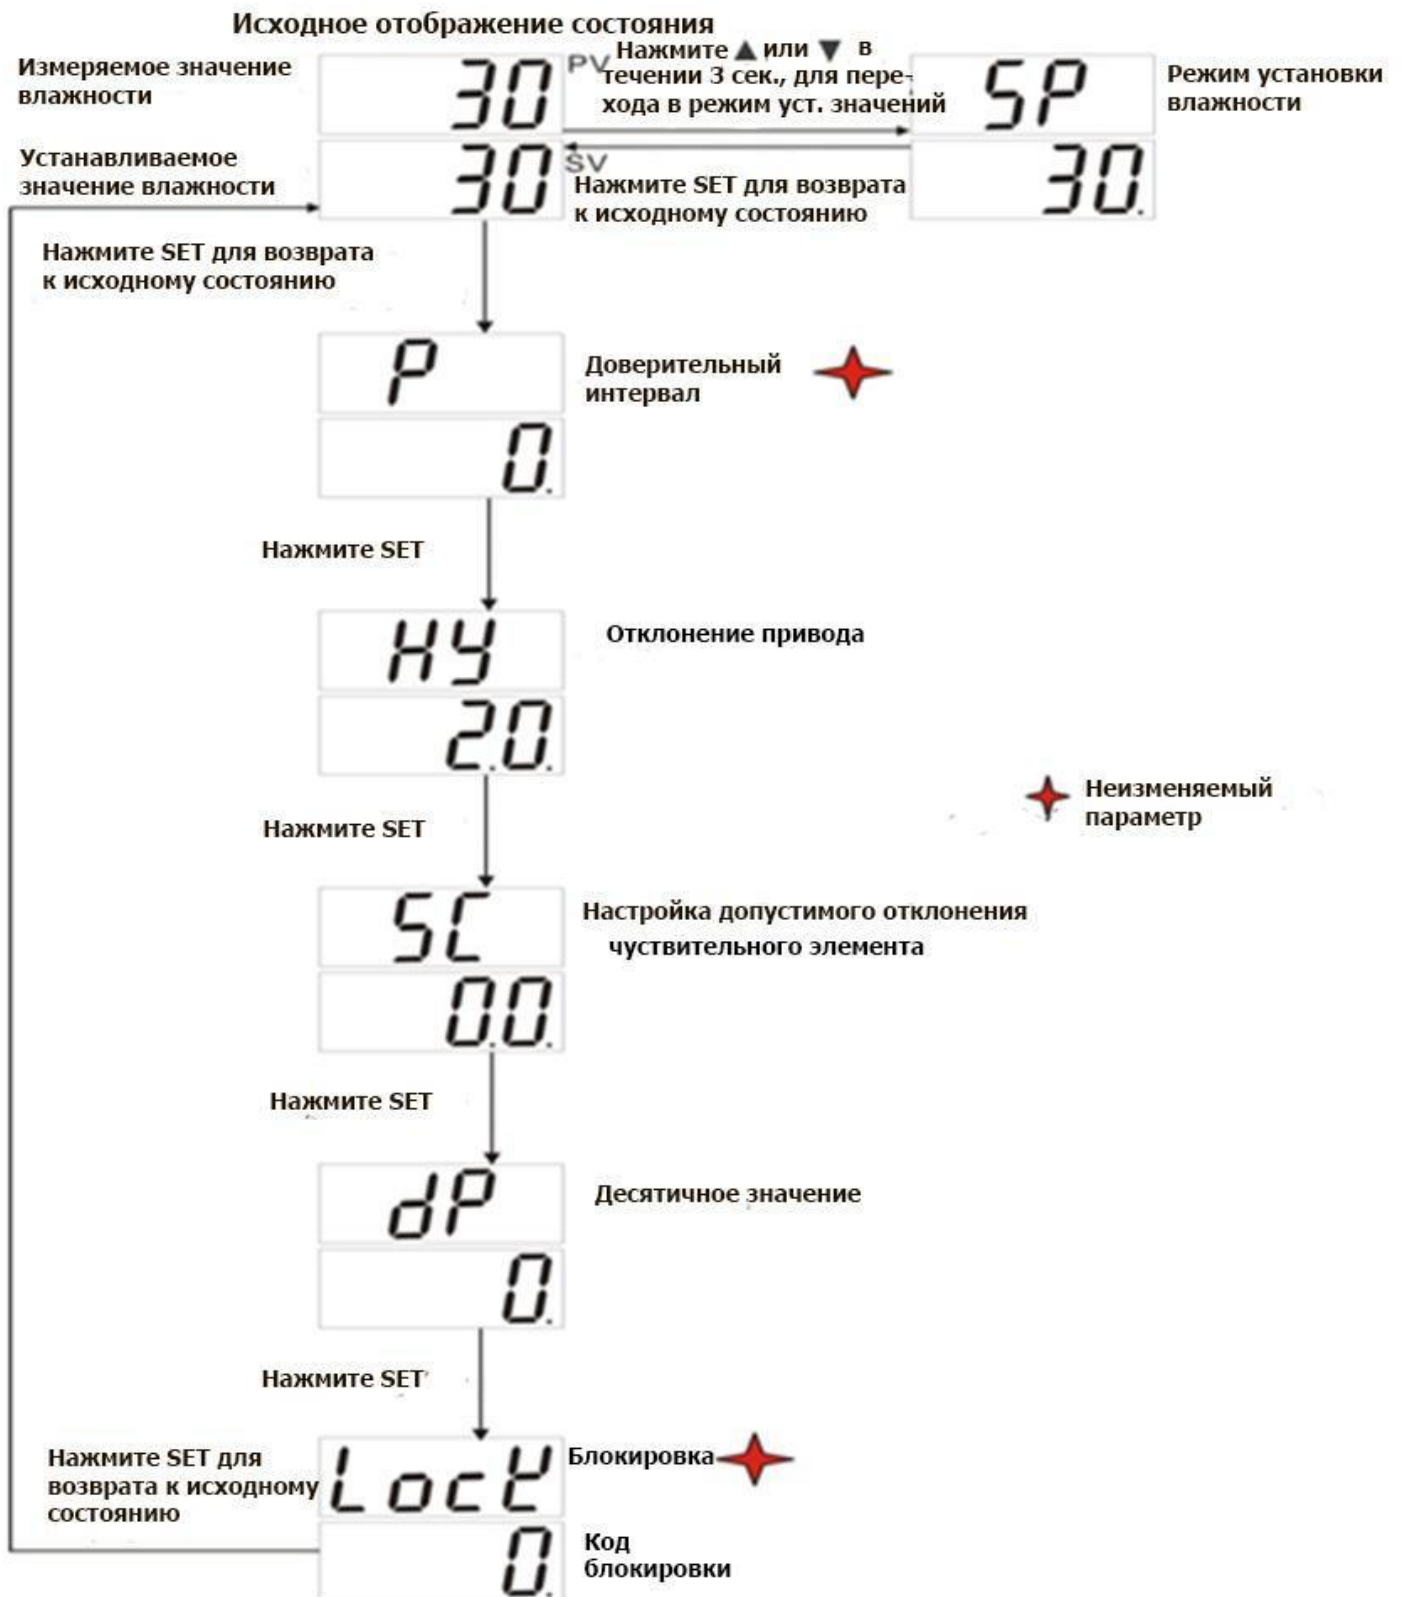 Исходное отображение состояния
Измеряемое значение
влажности
30
PV
Нажмите ▲ или ▼ в
течении 3 сек., для пере-
хода в режим уст. значений
SP
Режим установки
влажности
Устанавливаемое
значение влажности
30
SV
Нажмите SET для возврата
к исходному состоянию
30.
Нажмите SET для возврата
к исходному состоянию
P
Доверительный
интервал
0.
Нажмите SET
HY
Отклонение привода
2.0.
Неизменяемый
параметр
Нажмите SET
SC
Настройка допустимого отклонения
чуствительного элемента
0.0.
Нажмите SET
dP
Десятичное значение
0.
Нажмите SET
Нажмите SET для
возврата к исходному
состоянию
LocK
Блокировка
0.
Код
блокировки